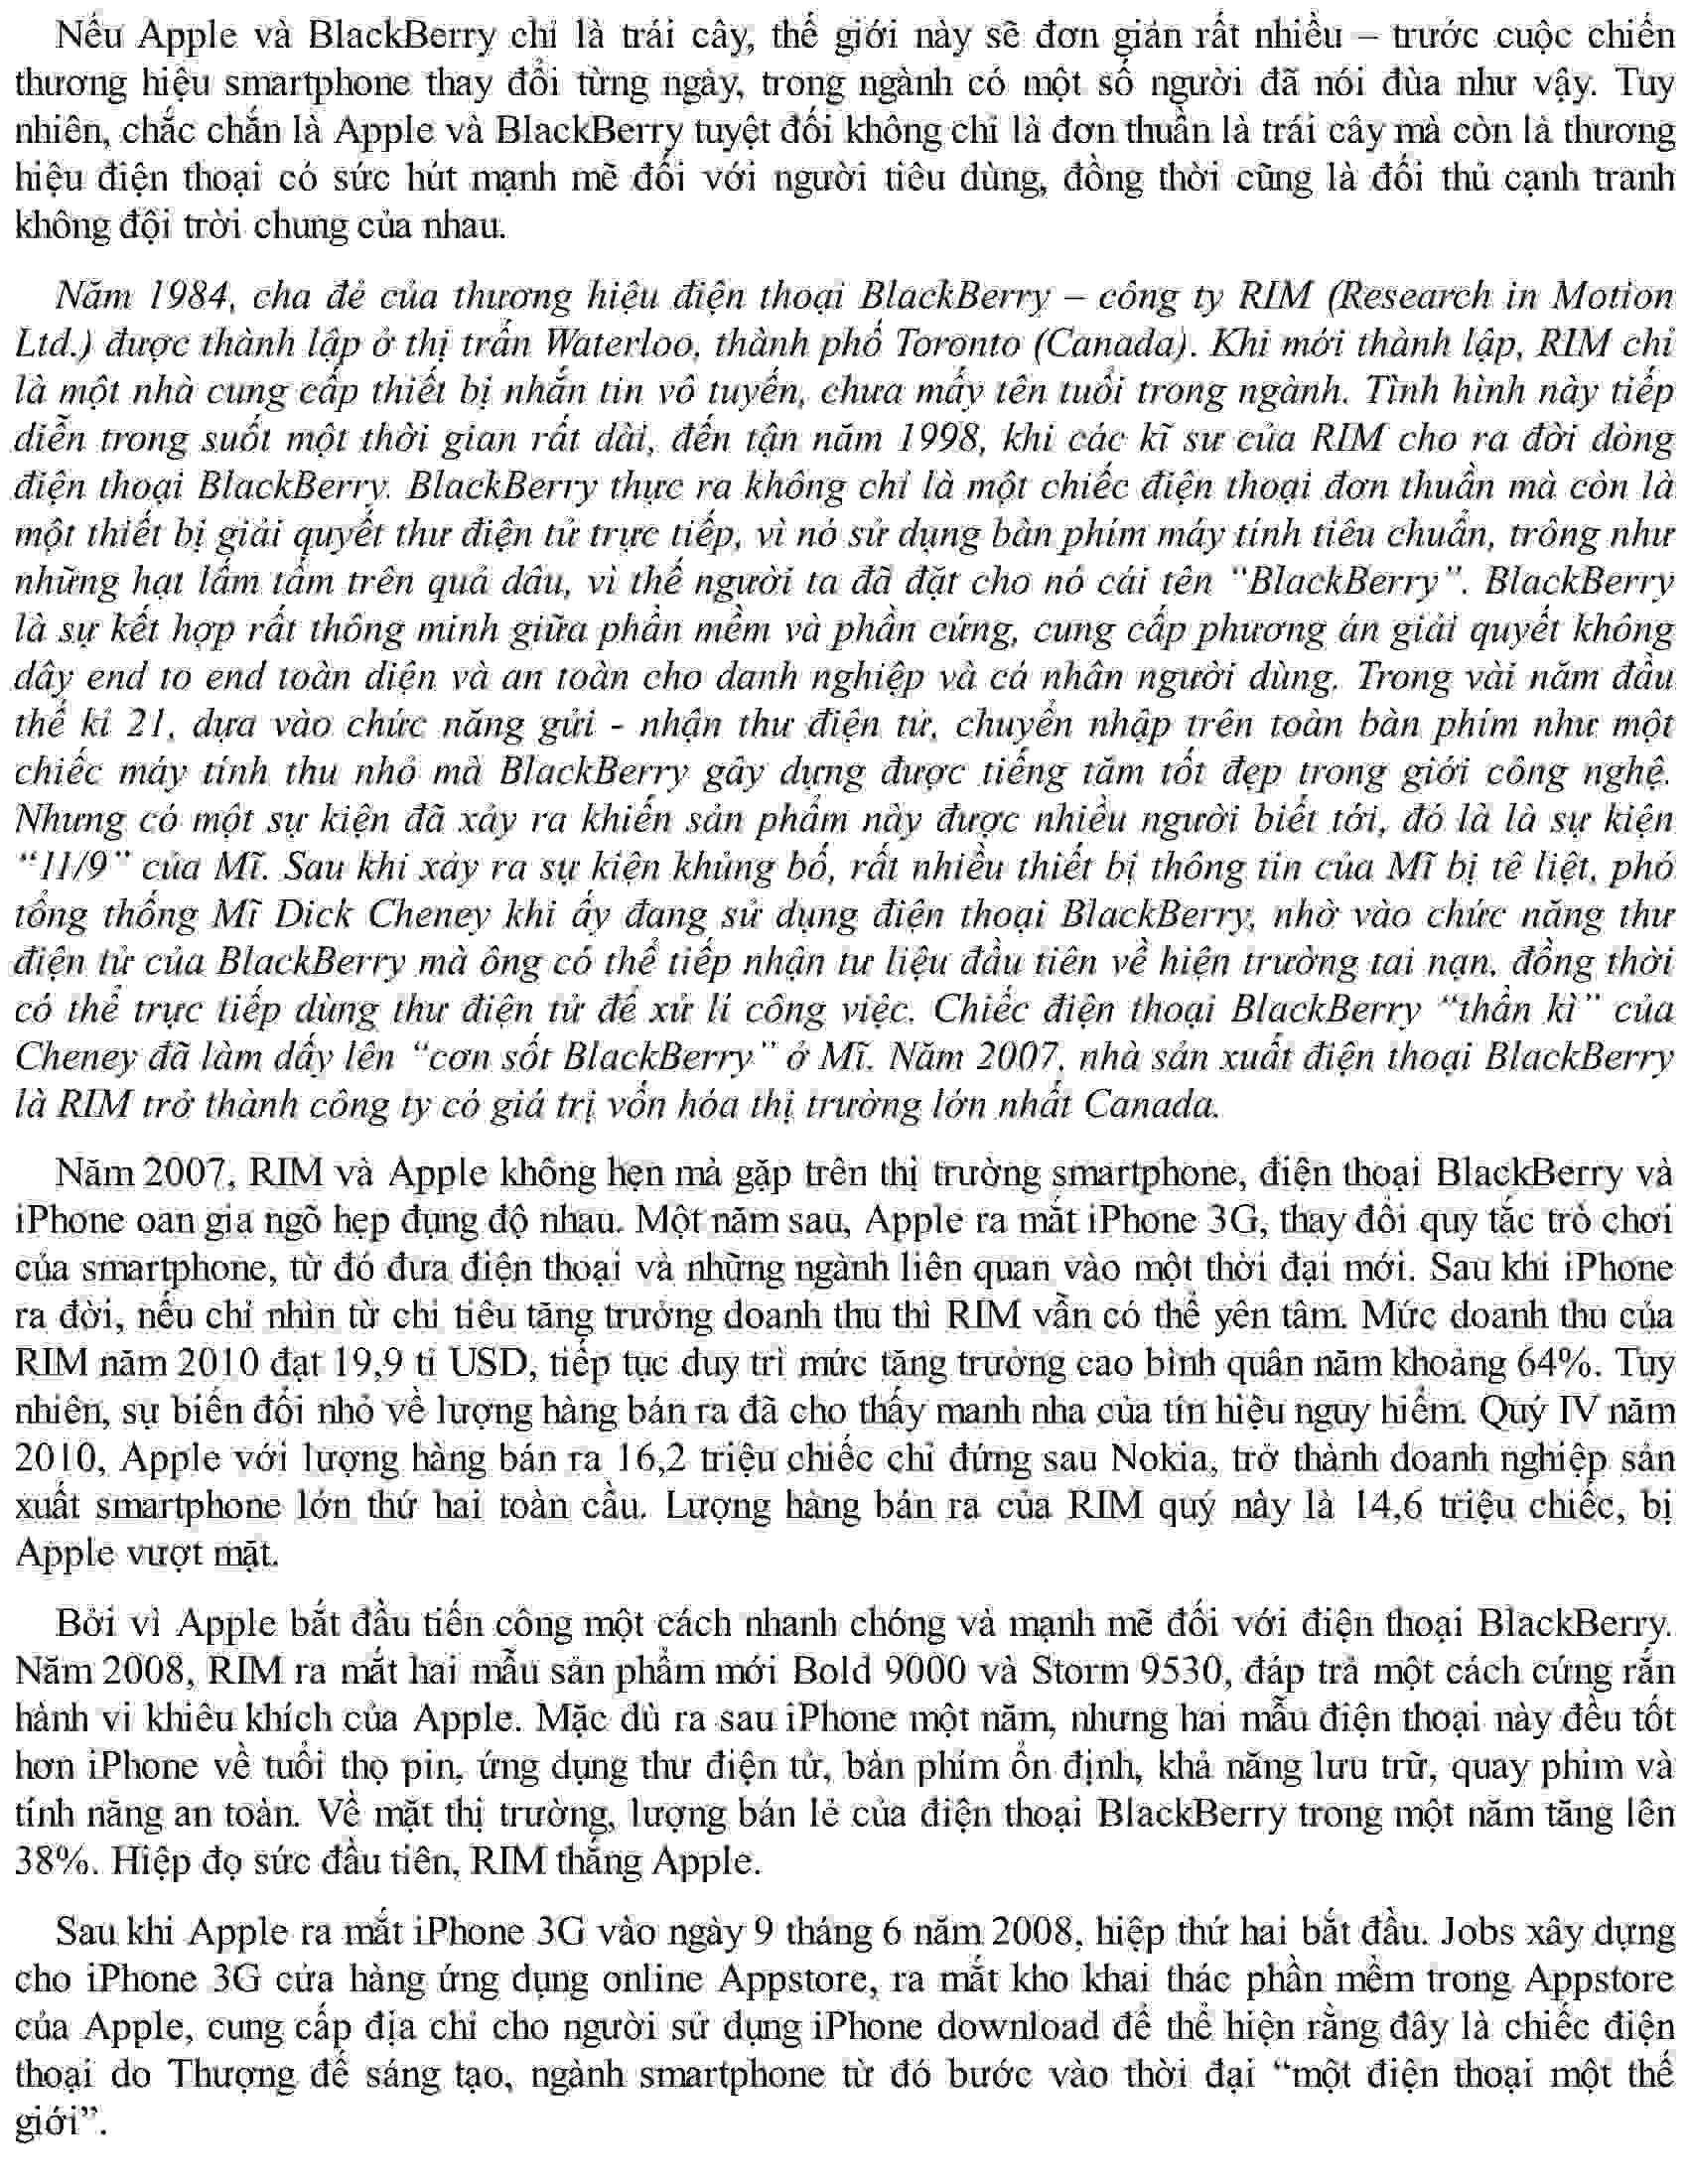 Nếu Apple và BlackBerry chỉ là trái cây, thế giới này sẽ đơn giản rất nhiều – trước cuộc chiến
thương hiệu smartphone thay đổi từng ngày, trong ngành có một số người đã nói đùa như vậy. Tuy
nhiên, chắc chắn là Apple và BlackBerry tuyệt đối không chỉ là đơn thuần là trái cây mà còn là thương
hiệu điện thoại có sức hút mạnh mẽ đối với người tiêu dùng, đồng thời cũng là đối thủ cạnh tranh
không đội trời chung của nhau.
Năm 1984, cha đẻ của thương hiệu điện thoại BlackBerry – công ty RIM (Research in Motion
Ltd.) được thành lập ở thị trấn Waterloo, thành phố Toronto (Canada). Khi mới thành lập, RIM chỉ
là một nhà cung cấp thiết bị nhắn tin vô tuyến, chưa mấy tên tuổi trong ngành. Tình hình này tiếp
diễn trong suốt một thời gian rất dài, đến tận năm 1998, khi các kĩ sư của RIM cho ra đời dòng
điện thoại BlackBerry. BlackBerry thực ra không chỉ là một chiếc điện thoại đơn thuần mà còn là
một thiết bị giải quyết thư điện tử trực tiếp, vì nó sử dụng bàn phím máy tính tiêu chuẩn, trông như
những hạt lấm tấm trên quả dâu, vì thế người ta đã đặt cho nó cái tên “BlackBerry”. BlackBerry
là sự kết hợp rất thông minh giữa phần mềm và phần cứng, cung cấp phương án giải quyết không
dây end to end toàn diện và an toàn cho danh nghiệp và cá nhân người dùng. Trong vài năm đầu
thế kỉ 21, dựa vào chức năng gửi - nhận thư điện tử, chuyển nhập trên toàn bàn phím như một
chiếc máy tính thu nhỏ mà BlackBerry gây dựng được tiếng tăm tốt đẹp trong giới công nghệ.
Nhưng có một sự kiện đã xảy ra khiến sản phẩm này được nhiều người biết tới, đó là là sự kiện
“11/9” của Mĩ. Sau khi xảy ra sự kiện khủng bố, rất nhiều thiết bị thông tin của Mĩ bị tê liệt, phó
tổng thống Mĩ Dick Cheney khi ấy đang sử dụng điện thoại BlackBerry, nhờ vào chức năng thư
điện tử của BlackBerry mà ông có thể tiếp nhận tư liệu đầu tiên về hiện trường tai nạn, đồng thời
có thể trực tiếp dùng thư điện tử để xử lí công việc. Chiếc điện thoại BlackBerry “thần kì” của
Cheney đã làm dấy lên “cơn sốt BlackBerry” ở Mĩ. Năm 2007, nhà sản xuất điện thoại BlackBerry
là RIM trở thành công ty có giá trị vốn hóa thị trường lớn nhất Canada.
Năm 2007, RIM và Apple không hẹn mà gặp trên thị trường smartphone, điện thoại BlackBerry và
iPhone oan gia ngõ hẹp đụng độ nhau. Một năm sau, Apple ra mắt iPhone 3G, thay đổi quy tắc trò chơi
của smartphone, từ đó đưa điện thoại và những ngành liên quan vào một thời đại mới. Sau khi iPhone
ra đời, nếu chỉ nhìn từ chỉ tiêu tăng trưởng doanh thu thì RIM vẫn có thể yên tâm. Mức doanh thu của
RIM năm 2010 đạt 19,9 tỉ USD, tiếp tục duy trì mức tăng trưởng cao bình quân năm khoảng 64%. Tuy
nhiên, sự biến đổi nhỏ về lượng hàng bán ra đã cho thấy manh nha của tín hiệu nguy hiểm. Quý IV năm
2010, Apple với lượng hàng bán ra 16,2 triệu chiếc chỉ đứng sau Nokia, trở thành doanh nghiệp sản
xuất smartphone lớn thứ hai toàn cầu. Lượng hàng bán ra của RIM quý này là 14,6 triệu chiếc, bị
Apple vượt mặt.
Bởi vì Apple bắt đầu tiến công một cách nhanh chóng và mạnh mẽ đối với điện thoại BlackBerry.
Năm 2008, RIM ra mắt hai mẫu sản phẩm mới Bold 9000 và Storm 9530, đáp trả một cách cứng rắn
hành vi khiêu khích của Apple. Mặc dù ra sau iPhone một năm, nhưng hai mẫu điện thoại này đều tốt
hơn iPhone về tuổi thọ pin, ứng dụng thư điện tử, bàn phím ổn định, khả năng lưu trữ, quay phim và
tính năng an toàn. Về mặt thị trường, lượng bán lẻ của điện thoại BlackBerry trong một năm tăng lên
38%. Hiệp đọ sức đầu tiên, RIM thắng Apple.
Sau khi Apple ra mắt iPhone 3G vào ngày 9 tháng 6 năm 2008, hiệp thứ hai bắt đầu. Jobs xây dựng
cho iPhone 3G cửa hàng ứng dụng online Appstore, ra mắt kho khai thác phần mềm trong Appstore
của Apple, cung cấp địa chỉ cho người sử dụng iPhone download để thể hiện rằng đây là chiếc điện
thoại do Thượng đế sáng tạo, ngành smartphone từ đó bước vào thời đại “một điện thoại một thế
giới”.